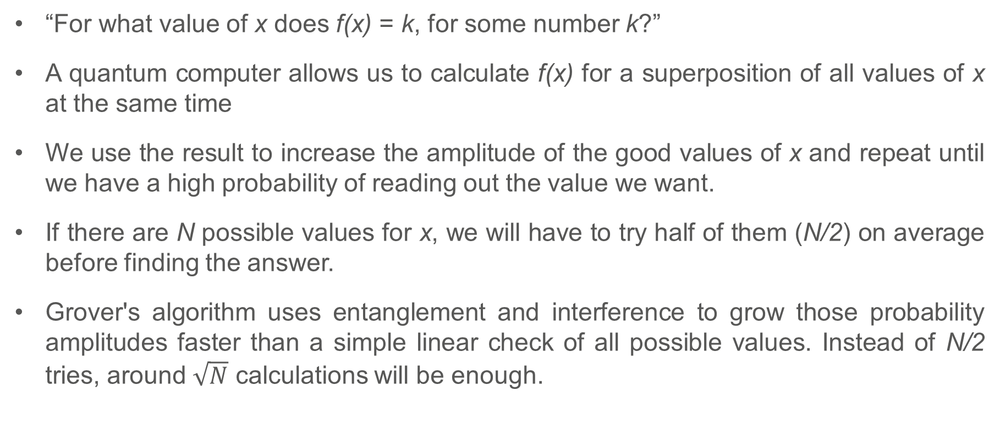 • “For what value of x does f(x) = k, for some number k?”
• A quantum computer allows us to calculate f(x) for a superposition of all values of x
at the same time
• We use the result to increase the amplitude of the good values of x and repeat until
we have a high probability of reading out the value we want.
• If there are N possible values for x, we will have to try half of them (N/2) on average
before finding the answer.
• Grover's algorithm uses entanglement and interference to grow those probability
amplitudes faster than a simple linear check of all possible values. Instead of N/2
tries, around √N calculations will be enough.